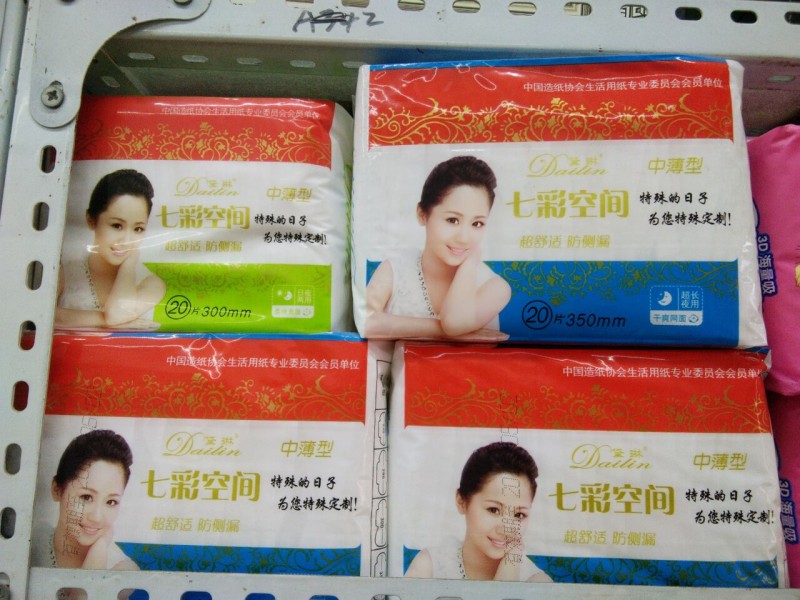 中国造纸协会生活用纸专业委员会会员单位
Dailin
中薄型
七彩空间
特殊的日子
为您特殊定制!
超舒适 防侧漏
20片300mm
中国造纸协会生活用纸专业委员会会员单位
Dailin
中薄型
七彩空间
特殊的日子
为您特殊定制!
超舒适 防侧漏
20片350mm
超长
夜用
干爽网面
3D海量吸
中国造纸协会生活用纸专业委员会会员单位
Dailin
中薄型
七彩空间
特殊的日子
为您特殊定制!
超舒适 防侧漏
中国造纸协会生活用纸专业委员会会员单
Dailin
中薄型
七彩空间
特殊的日子
为您特殊定制!
超舒适 防侧漏